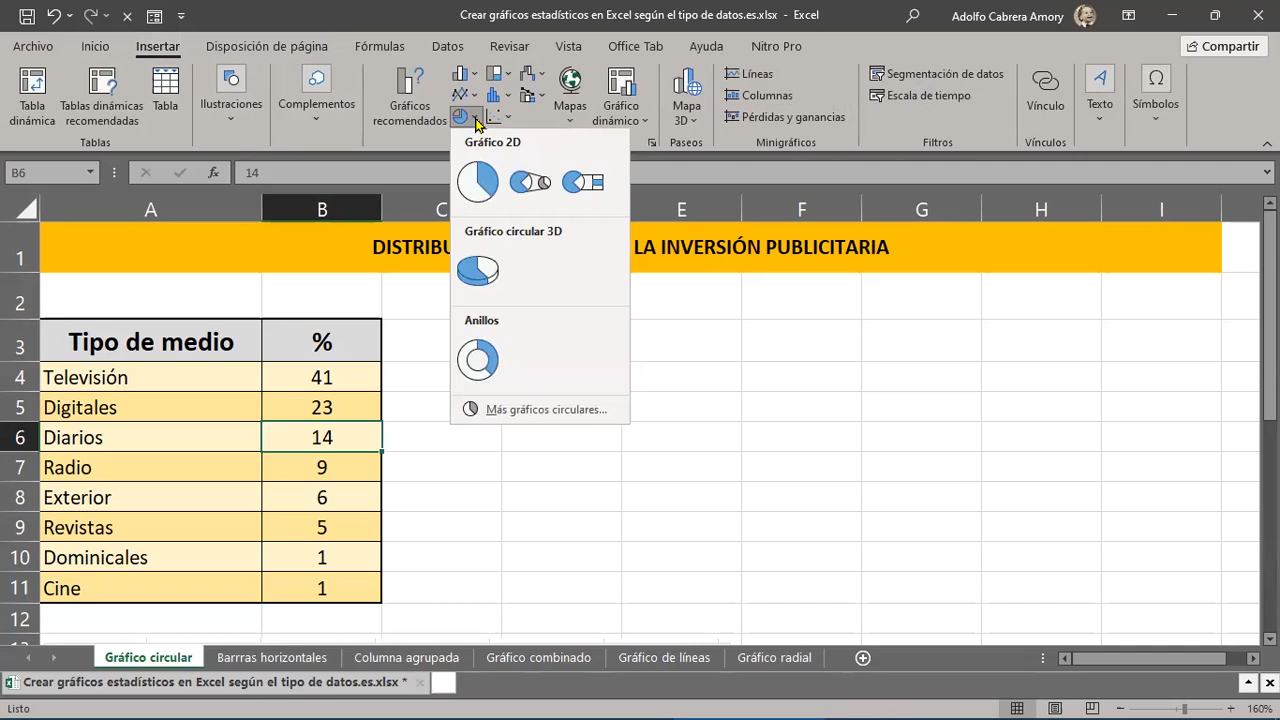 Crear gráficos estadísticos en Excel según el tipo de datos.es.xlsx - Excel
Adolfo Cabrera Amory
Archivo Inicio Insertar Disposición de página Fórmulas Datos Revisar Vista Office Tab Ayuda Nitro Pro
Compartir
Tabla dinámica
Tablas dinámicas recomendadas
Tabla
Ilustraciones
Complementos
Gráficos recomendados
Mapas
Gráfico dinámico
Mapa 3D
Líneas
Columnas
Pérdidas y ganancias
Segmentación de datos
Escala de tiempo
Vínculo
Texto
Símbolos
Tablas
Paseos
Minigráficos
Filtros
Vínculos
Gráfico 2D
Gráfico circular 3D
Anillos
Más gráficos circulares...
B6
fx
14
A B C E F G H I
1 DISTRIBU LA INVERSIÓN PUBLICITARIA
2
3 Tipo de medio %
4 Televisión 41
5 Digitales 23
6 Diarios 14
7 Radio 9
8 Exterior 6
9 Revistas 5
10 Dominicales 1
11 Cine 1
12
Gráfico circular Barrras horizontales Columna agrupada Gráfico combinado Gráfico de líneas Gráfico radial
Crear gráficos estadísticos en Excel según el tipo de datos.es.xlsx *
Listo
160%